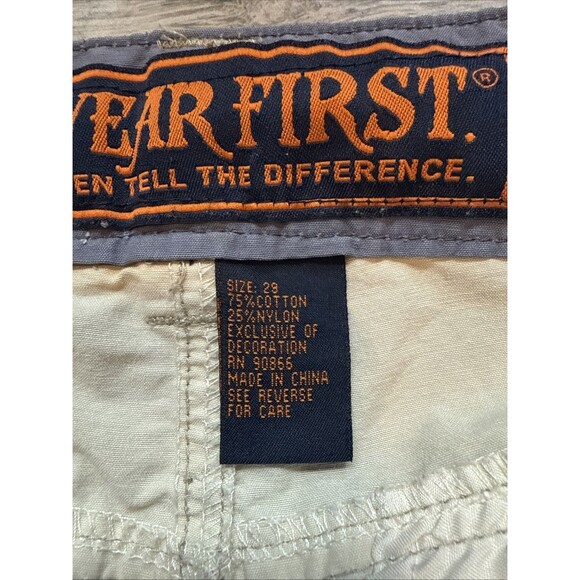 YEAR FIRST.®
EN TELL THE DIFFERENCE.
SIZE: 29
75%COTTON
25%NYLON
EXCLUSIVE OF
DECORATION
RN 90866
MADE IN CHINA
SEE REVERSE
FOR CARE